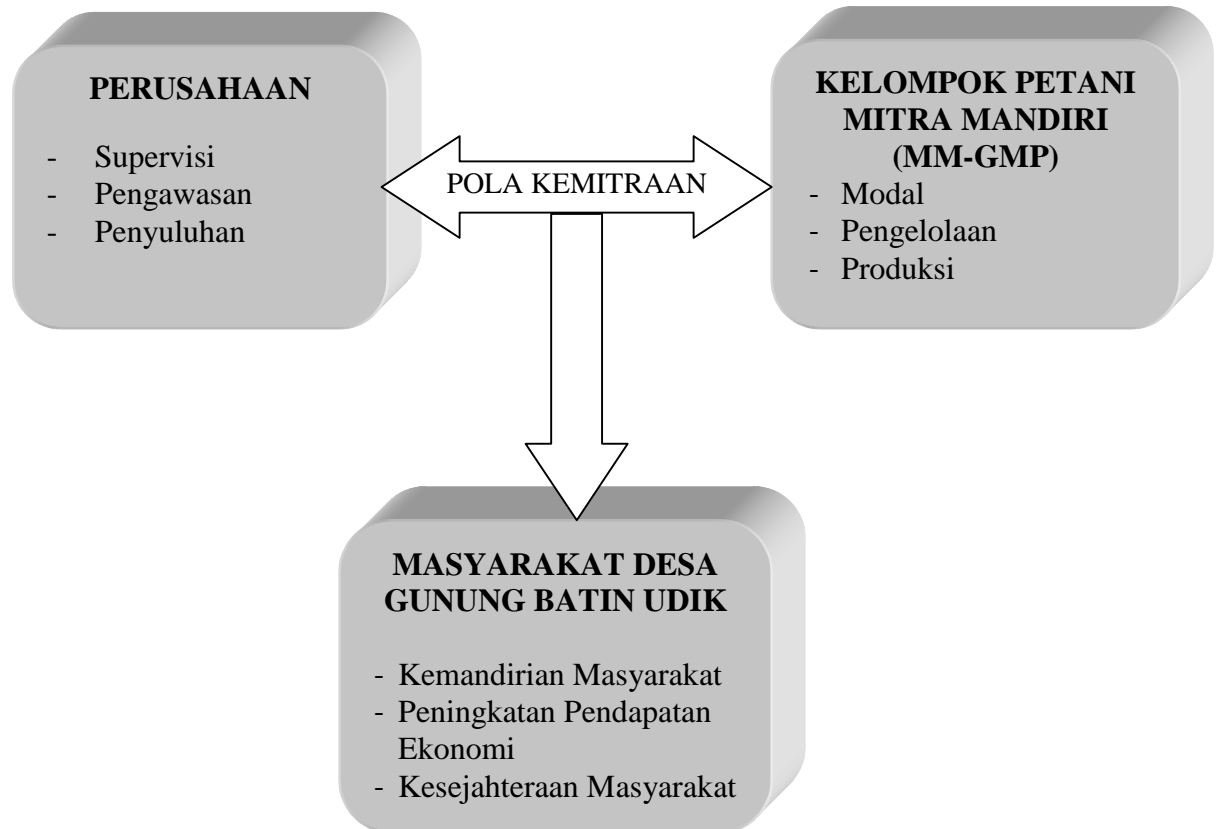 PERUSAHAAN
- Supervisi
- Pengawasan
- Penyuluhan
POLA KEMITRAAN
KELOMPOK PETANI
MITRA MANDIRI
(MM-GMP)
- Modal
- Pengelolaan
- Produksi
MASYARAKAT DESA
GUNUNG BATIN UDIK
- Kemandirian Masyarakat
- Peningkatan Pendapatan
Ekonomi
- Kesejahteraan Masyarakat